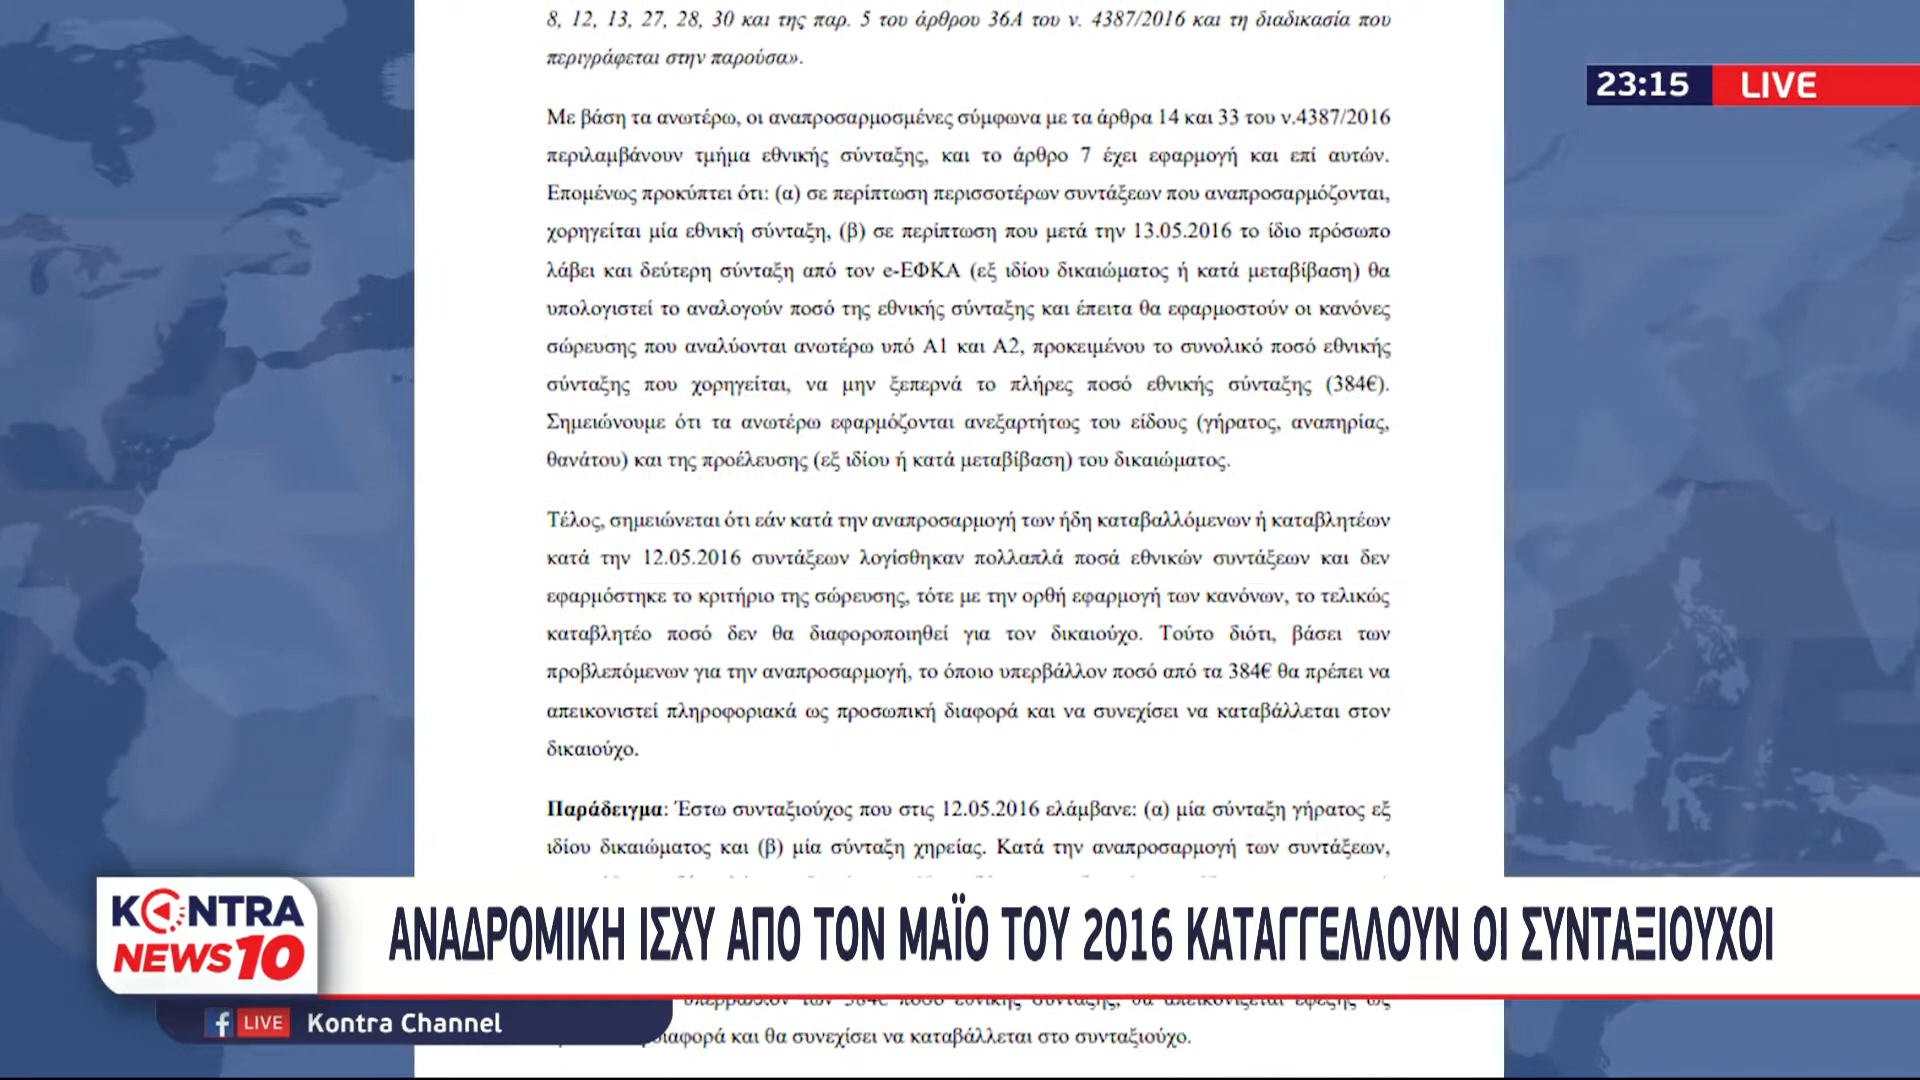 8, 12, 13, 27, 28, 30 και της παρ. 5 του άρθρου 36Α του ν. 4387/2016 και τη διαδικασία που
περιγράφεται στην παρούσα».
23:15 LIVE
Με βάση τα ανωτέρω, οι αναπροσαρμοσμένες σύμφωνα με τα άρθρα 14 και 33 του ν.4387/2016
περιλαμβάνουν τμήμα εθνικής σύνταξης, και το άρθρο 7 έχει εφαρμογή και επί αυτών.
Επομένως προκύπτει ότι: (α) σε περίπτωση περισσοτέρων συντάξεων που αναπροσαρμόζονται,
χορηγείται μία εθνική σύνταξη, (β) σε περίπτωση που μετά την 13.05.2016 το ίδιο πρόσωπο
λάβει και δεύτερη σύνταξη από τον e-ΕΦΚΑ (εξ ιδίου δικαιώματος ή κατά μεταβίβαση) θα
υπολογιστεί το αναλογούν ποσό της εθνικής σύνταξης και έπειτα θα εφαρμοστούν οι κανόνες
σώρευσης που αναλύονται ανωτέρω υπό Α1 και Α2, προκειμένου το συνολικό ποσό εθνικής
σύνταξης που χορηγείται, να μην ξεπερνά το πλήρες ποσό εθνικής σύνταξης (384€).
Σημειώνουμε ότι τα ανωτέρω εφαρμόζονται ανεξαρτήτως του είδους (γήρατος, αναπηρίας,
θανάτου) και της προέλευσης (εξ ιδίου ή κατά μεταβίβαση) του δικαιώματος.
Τέλος, σημειώνεται ότι εάν κατά την αναπροσαρμογή των ήδη καταβαλλόμενων ή καταβλητέων
κατά την 12.05.2016 συντάξεων λογίσθηκαν πολλαπλά ποσά εθνικών συντάξεων και δεν
εφαρμόστηκε το κριτήριο της σώρευσης, τότε με την ορθή εφαρμογή των κανόνων, το τελικώς
καταβλητέο ποσό δεν θα διαφοροποιηθεί για τον δικαιούχο. Τούτο διότι, βάσει των
προβλεπόμενων για την αναπροσαρμογή, το όποιο υπερβάλλον ποσό από τα 384€ θα πρέπει να
απεικονιστεί πληροφοριακά ως προσωπική διαφορά και να συνεχίσει να καταβάλλεται στον
δικαιούχο.
Παράδειγμα: Έστω συνταξιούχος που στις 12.05.2016 ελάμβανε: (α) μία σύνταξη γήρατος εξ
ιδίου δικαιώματος και (β) μία σύνταξη χηρείας. Κατά την αναπροσαρμογή των συντάξεων,
KONTRA
NEWS 10
ΑΝΑΔΡΟΜΙΚΗ ΙΣΧΥ ΑΠΟ ΤΟΝ ΜΑΪΟ ΤΟΥ 2016 ΚΑΤΑΓΓΕΛΛΟΥΝ ΟΙ ΣΥΝΤΑΞΙΟΥΧΟΙ
υπερβάλλον των 384€ ποσό εθνικής σύνταξης, θα απεικονίζεται εφεξής ως
f LIVE Kontra Channel
διαφορά και θα συνεχίσει να καταβάλλεται στο συνταξιούχο.